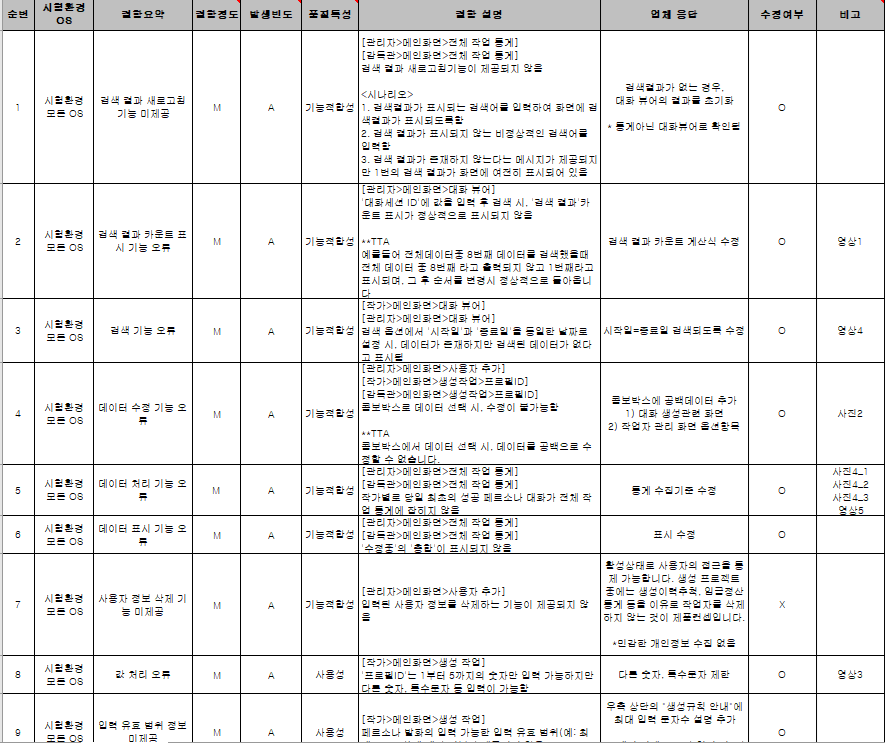 순번
시험환경
OS
결함요약
결함정도
발생빈도
품질특성
결함 설명
업체 응답
수정여부
비고
1
시험환경
모든 OS
검색 결과 새로고침
기능 미제공
M
A
기능적합성
[관리자>메인화면>전체 작업 통계]
[감독관>메인화면>전체 작업 통계]
검색 결과 새로고침기능이 제공되지 않음
<시나리오>
1. 검색결과가 표시되는 검색어를 입력하여 화면에 검
색결과가 표시되도록함
2. 검색 결과가 표시되지 않는 비정상적인 검색어를
입력함
3. 검색 결과가 존재하지 않는다는 메시지가 제공되지
만 1번의 검색 결과가 화면에 여전히 표시되어 있음
검색결과가 없는 경우,
대화 뷰어의 결과를 초기화
* 통계아닌 대화뷰어로 확인됨
O
2
시험환경
모든 OS
검색 결과 카운트 표
시 기능 오류
M
A
기능적합성
[관리자>메인화면>대화 뷰어]
'대화세션 ID'에 값을 입력 후 검색 시, '검색 결과'카
운트 표시가 정상적으로 표시되지 않음
**TTA
예를들어 전체데이터중 8번째 데이터를 검색했을때
전체 데이터 중 8번째 라고 출력되지 않고 1번째라고
표시되며, 그 후 순서를 변경시 정상적으로 돌아옵니
다
검색 결과 카운트 계산식 수정
O
영상1
3
시험환경
모든 OS
검색 기능 오류
M
A
기능적합성
[작가>메인화면>대화 뷰어]
[관리자>메인화면>대화 뷰어]
검색 옵션에서 '시작일'과 '종료일'을 동일한 날짜로
설정 시, 데이터가 존재하지만 검색된 데이터가 없다
고 표시됨
시작일=종료일 검색되도록 수정
O
영상4
4
시험환경
모든 OS
데이터 수정 기능 오
류
M
A
기능적합성
[관리자>메인화면>사용자 추가]
[작가>메인화면>생성작업>프로필ID]
[감독관>메인화면>생성작업>프로필ID]
콤보박스로 데이터 선택 시, 수정이 불가능함
**TTA
콤보박스에서 데이터 선택 시, 데이터를 공백으로 수
정할 수 없습니다.
콤보박스에 공백데이터 추가
1) 대화 생성관련 화면
2) 작업자 관리 화면 옵션항목
O
사진2
5
시험환경
모든 OS
데이터 처리 기능 오
류
M
A
기능적합성
[관리자>메인화면>전체 작업 통계]
[감독관>메인화면>전체 작업 통계]
작가별로 당일 최초의 성공 페르소나 대화가 전체 작
업 통계에 잡히지 않음
통계 수집기준 수정
O
사진4_1
사진4_2
사진4_3
영상5
6
시험환경
모든 OS
데이터 표시 기능 오
류
M
A
기능적합성
[관리자>메인화면>전체 작업 통계]
[감독관>메인화면>전체 작업 통계]
'수정중'의 '총합'이 표시되지 않음
표시 수정
O
7
시험환경
모든 OS
사용자 정보 삭제 기
능 미제공
M
A
기능적합성
[관리자>메인화면>사용자 추가]
입력된 사용자 정보를 삭제하는 기능이 제공되지 않
음
활성상태로 사용자의 접근을 통
제 가능합니다. 생성 프로젝트
중에는 생성이력추적, 임금정산
통계 등을 이유로 작업자를 삭제
하지 않는 것이 제품컨셉입니다.
*민감한 개인정보 수집 없음
X
8
시험환경
모든 OS
값 처리 오류
M
A
사용성
[작가>메인화면>생성 작업]
'프로필ID'는 1부터 5까지의 숫자만 입력 가능하지만
다른 숫자, 특수문자 등 입력이 가능함
다른 숫자, 특수문자 제한
O
영상3
9
시험환경
모든 OS
입력 유효 범위 정보
미제공
M
A
사용성
[작가>메인화면>생성 작업]
페르소나 발화의 입력 가능한 입력 유효 범위(예: 최
우측 상단의 "생성규칙 안내"에
최대 입력 문자수 설명 추가
O